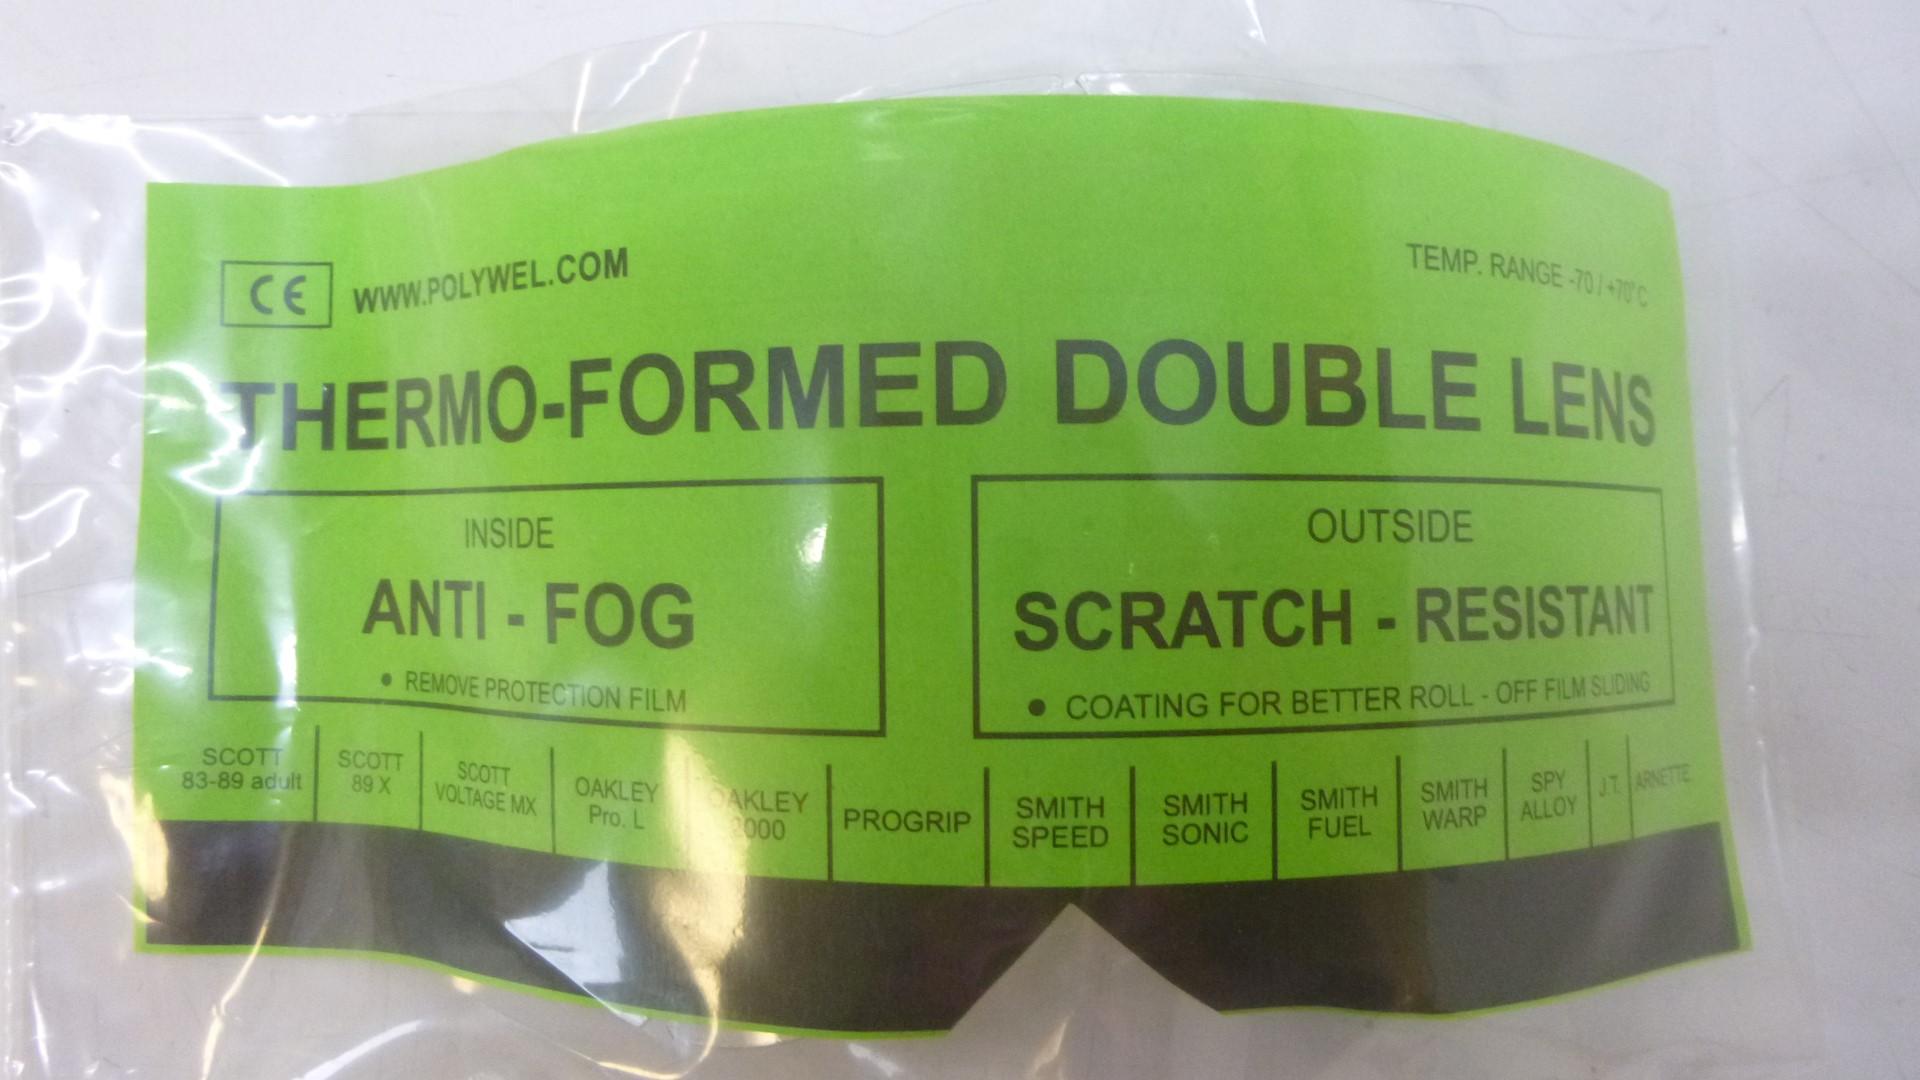 CE WWW.POLYWEL.COM
TEMP. RANGE -70 / +70° C
THERMO-FORMED DOUBLE LENS
INSIDE
ANTI - FOG
• REMOVE PROTECTION FILM
OUTSIDE
SCRATCH - RESISTANT
• COATING FOR BETTER ROLL - OFF FILM SLIDING
SCOTT
83-89 adult
SCOTT
89 X
SCOTT
VOLTAGE MX
OAKLEY
Pro. L
OAKLEY
2000
PROGRIP
SMITH
SPEED
SMITH
SONIC
SMITH
FUEL
SMITH
WARP
SPY
ALLOY
J.T.
ARNETTE